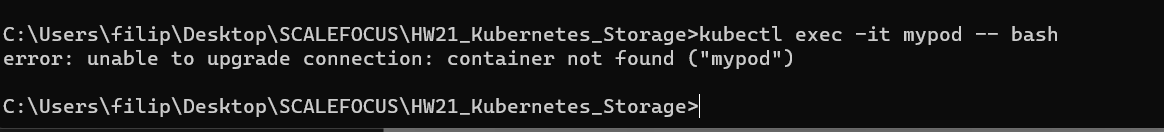 C:\Users\filip\Desktop\SCALEFOCUS\HW21_Kubernetes_Storage>kubectl exec -it mypod -- bash
error: unable to upgrade connection: container not found ("mypod")
C:\Users\filip\Desktop\SCALEFOCUS\HW21_Kubernetes_Storage>